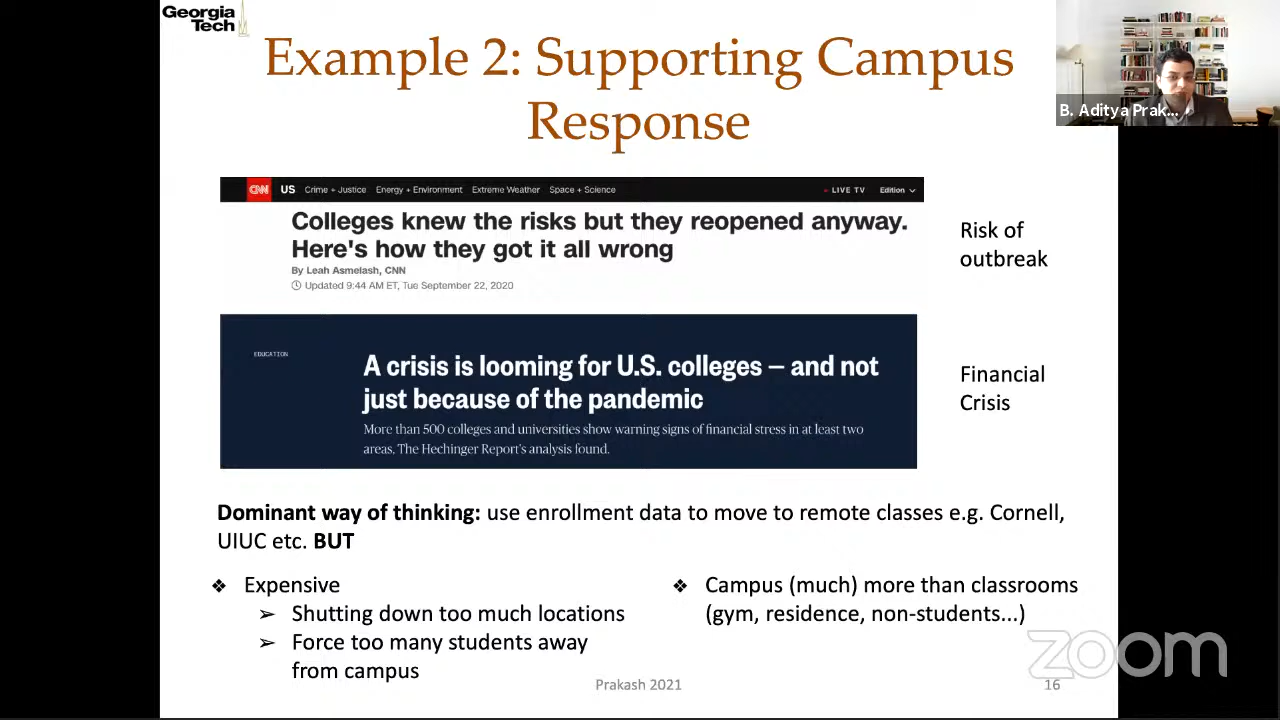 Georgia
Tech
Example 2: Supporting Campus
Response
B. Aditya Prak...
CNN US Crime + Justice Energy + Environment Extreme Weather Space + Science LIVE TV Edition
Colleges knew the risks but they reopened anyway.
Here's how they got it all wrong
By Leah Asmelash, CNN
Updated 9:44 AM ET, Tue September 22, 2020
Risk of
outbreak
EDUCATION
A crisis is looming for U.S. colleges — and not
just because of the pandemic
More than 500 colleges and universities show warning signs of financial stress in at least two
areas, The Hechinger Report's analysis found.
Financial
Crisis
Dominant way of thinking: use enrollment data to move to remote classes e.g. Cornell,
UIUC etc. BUT
❖ Expensive
➢ Shutting down too much locations
➢ Force too many students away
from campus
❖ Campus (much) more than classrooms
(gym, residence, non-students...)
zoom
Prakash 2021
16